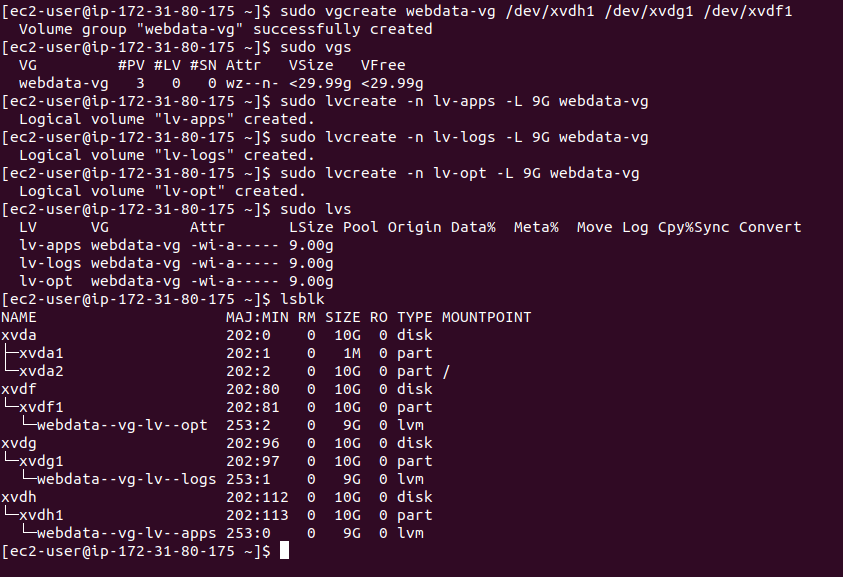 [ec2-user@ip-172-31-80-175 ~]$ sudo vgcreate webdata-vg /dev/xvdh1 /dev/xvdg1 /dev/xvdf1
  Volume group "webdata-vg" successfully created
[ec2-user@ip-172-31-80-175 ~]$ sudo vgs
  VG         #PV #LV #SN Attr   VSize   VFree
  webdata-vg   3   0   0 wz--n- <29.99g <29.99g
[ec2-user@ip-172-31-80-175 ~]$ sudo lvcreate -n lv-apps -L 9G webdata-vg
  Logical volume "lv-apps" created.
[ec2-user@ip-172-31-80-175 ~]$ sudo lvcreate -n lv-logs -L 9G webdata-vg
  Logical volume "lv-logs" created.
[ec2-user@ip-172-31-80-175 ~]$ sudo lvcreate -n lv-opt -L 9G webdata-vg
  Logical volume "lv-opt" created.
[ec2-user@ip-172-31-80-175 ~]$ sudo lvs
  LV      VG         Attr       LSize Pool Origin Data%  Meta%  Move Log Cpy%Sync Convert
  lv-apps webdata-vg -wi-a----- 9.00g
  lv-logs webdata-vg -wi-a----- 9.00g
  lv-opt  webdata-vg -wi-a----- 9.00g
[ec2-user@ip-172-31-80-175 ~]$ lsblk
NAME                     MAJ:MIN RM SIZE RO TYPE MOUNTPOINT
xvda                     202:0    0  10G  0 disk
├─xvda1                  202:1    0   1M  0 part
└─xvda2                  202:2    0  10G  0 part /
xvdf                     202:80   0  10G  0 disk
└─xvdf1                  202:81   0  10G  0 part
  └─webdata--vg-lv--opt  253:2    0   9G  0 lvm
xvdg                     202:96   0  10G  0 disk
└─xvdg1                  202:97   0  10G  0 part
  └─webdata--vg-lv--logs 253:1    0   9G  0 lvm
xvdh                     202:112  0  10G  0 disk
└─xvdh1                  202:113  0  10G  0 part
  └─webdata--vg-lv--apps 253:0    0   9G  0 lvm
[ec2-user@ip-172-31-80-175 ~]$